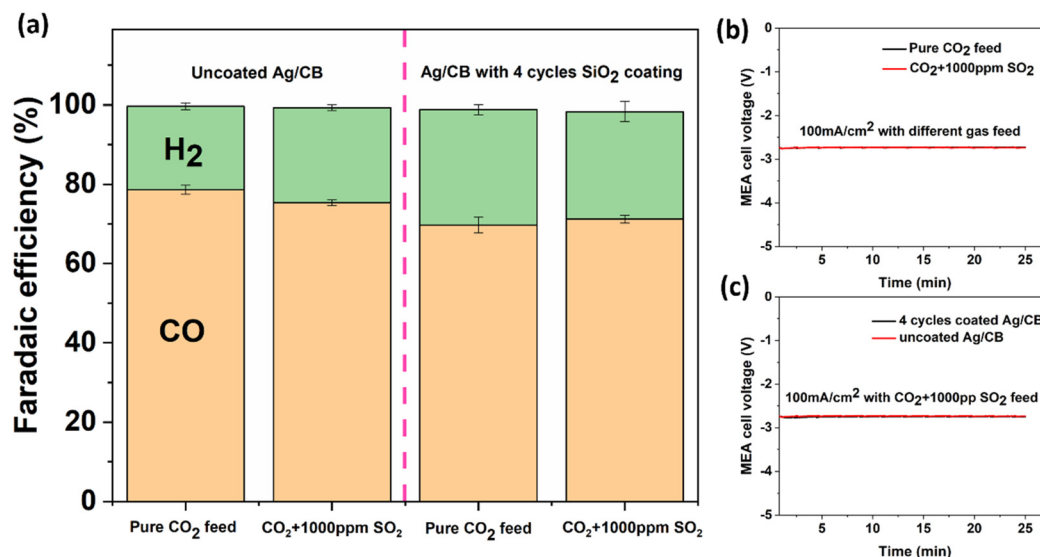 (a)
Faradaic efficiency (%)
100
80
60
40
20
0
Uncoated Ag/CB
Ag/CB with 4 cycles SiO₂ coating
H₂
CO
Pure CO₂ feed
CO₂+1000ppm SO₂
Pure CO₂ feed
CO₂+1000ppm SO₂
(b)
MEA cell voltage (V)
0
-1
-2
-3
-4
-5
Pure CO₂ feed
CO₂+1000ppm SO₂
100mA/cm² with different gas feed
5
10
15
20
25
Time (min)
(c)
MEA cell voltage (V)
0
-1
-2
-3
-4
-5
4 cycles coated Ag/CB
uncoated Ag/CB
100mA/cm² with CO₂+1000pp SO₂ feed
5
10
15
20
25
Time (min)